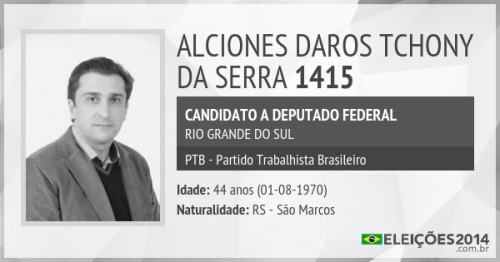 ALCIONES DAROS TCHONY
DA SERRA 1415
CANDIDATO A DEPUTADO FEDERAL
RIO GRANDE DO SUL
PTB - Partido Trabalhista Brasileiro
Idade: 44 anos (01-08-1970)
Naturalidade: RS - São Marcos
ELEIÇÕES2014
.com.br